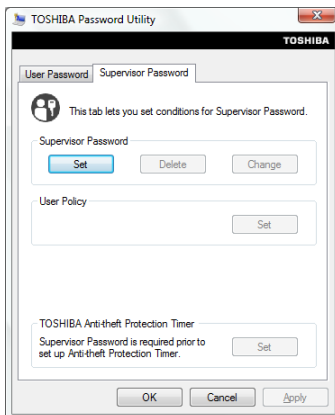 TOSHIBA Password Utility
TOSHIBA
User Password
Supervisor Password
This tab lets you set conditions for Supervisor Password.
Supervisor Password
Set
Delete
Change
User Policy
Set
TOSHIBA Anti-theft Protection Timer
Supervisor Password is required prior to
set up Anti-theft Protection Timer.
Set
OK
Cancel
Apply